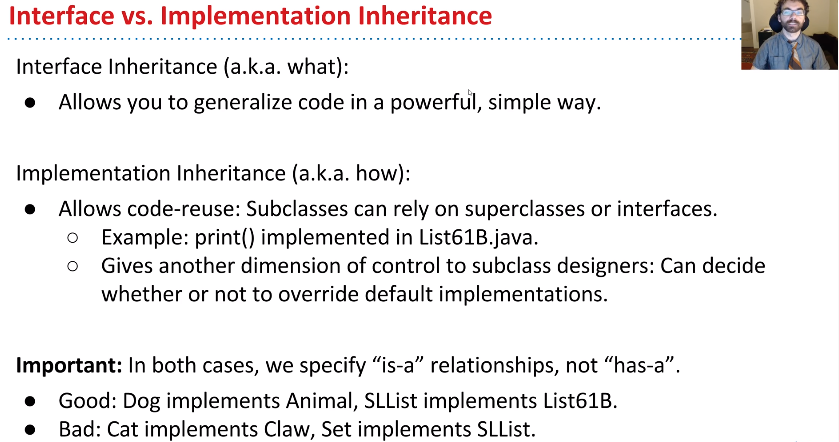 Interface vs. Implementation Inheritance
Interface Inheritance (a.k.a. what):
● Allows you to generalize code in a powerful, simple way.
Implementation Inheritance (a.k.a. how):
● Allows code-reuse: Subclasses can rely on superclasses or interfaces.
○ Example: print() implemented in List61B.java.
○ Gives another dimension of control to subclass designers: Can decide
whether or not to override default implementations.
Important: In both cases, we specify “is-a” relationships, not “has-a”.
● Good: Dog implements Animal, SLList implements List61B.
● Bad: Cat implements Claw, Set implements SLList.